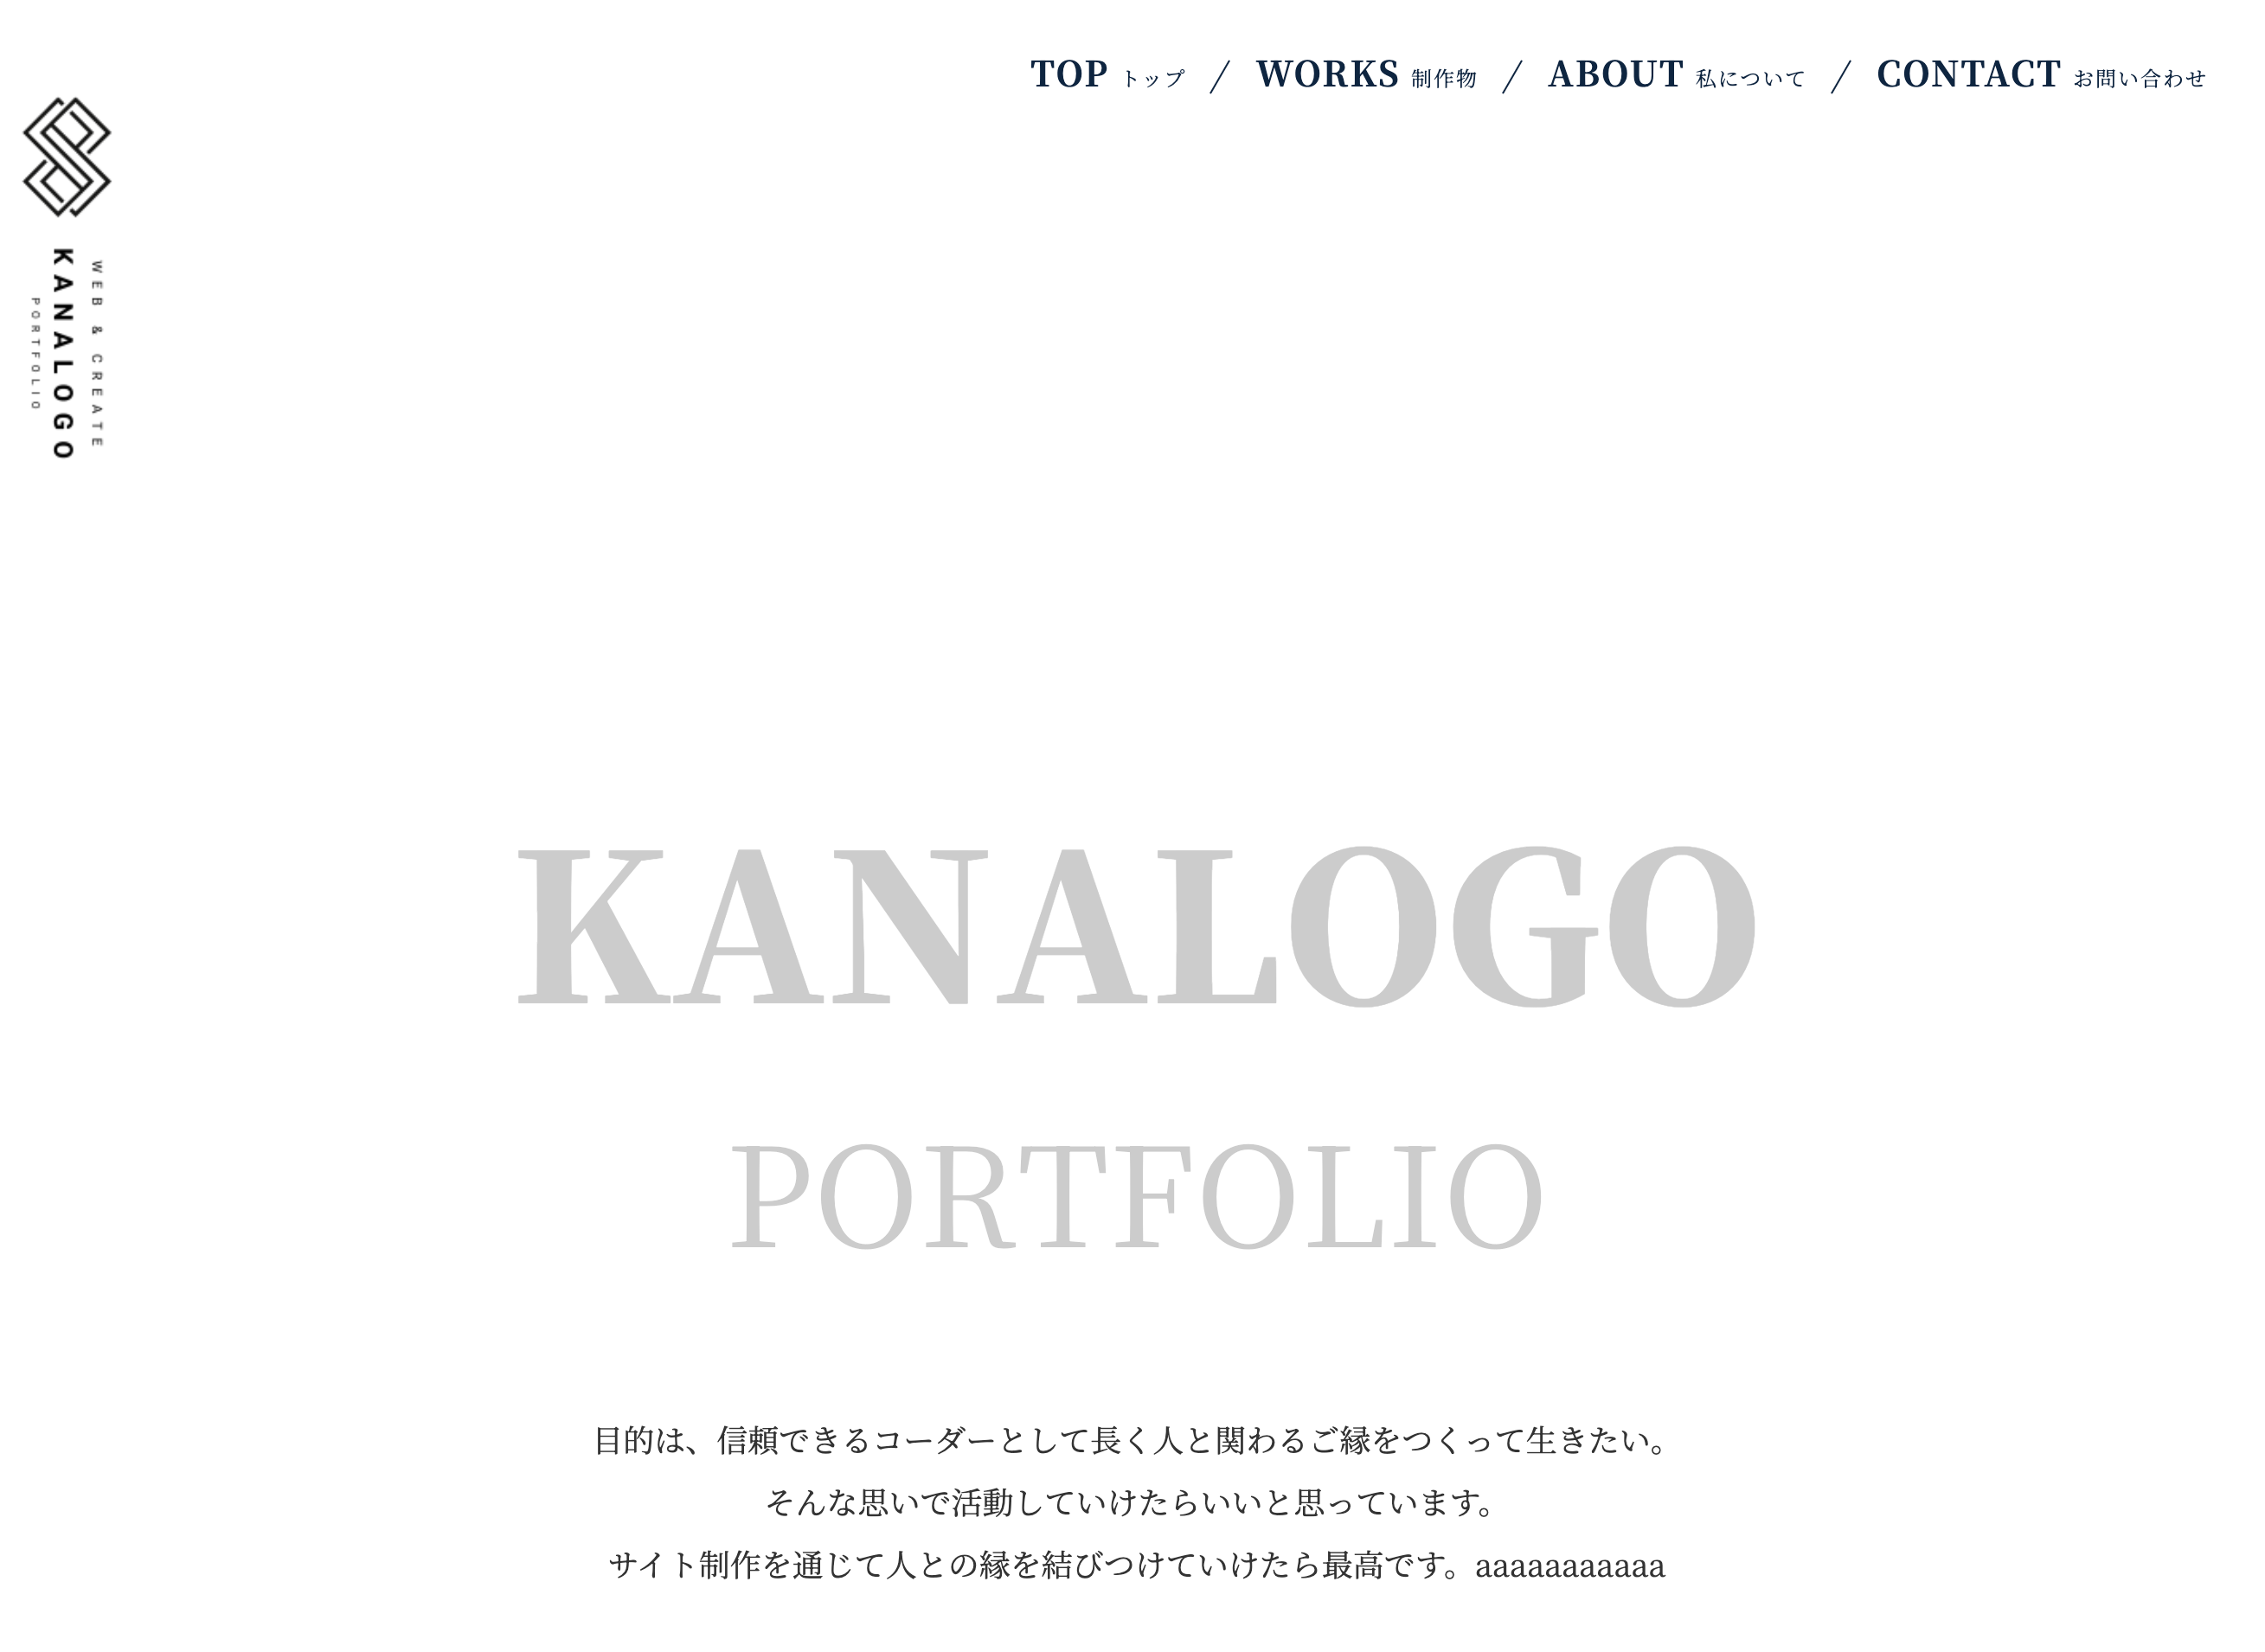 TOP トップ / WORKS 制作物 / ABOUT 私について / CONTACT お問い合わせ
WEB & CREATE
KANALOGO
PORTFOLIO
KANALOGO
PORTFOLIO
目的は、信頼できるコーダーとして長く人と関わるご縁をつくって生きたい。
そんな思いで活動していけたらいいと思っています。
サイト制作を通じて人との縁を結びつけていけたら最高です。aaaaaaaaaaa